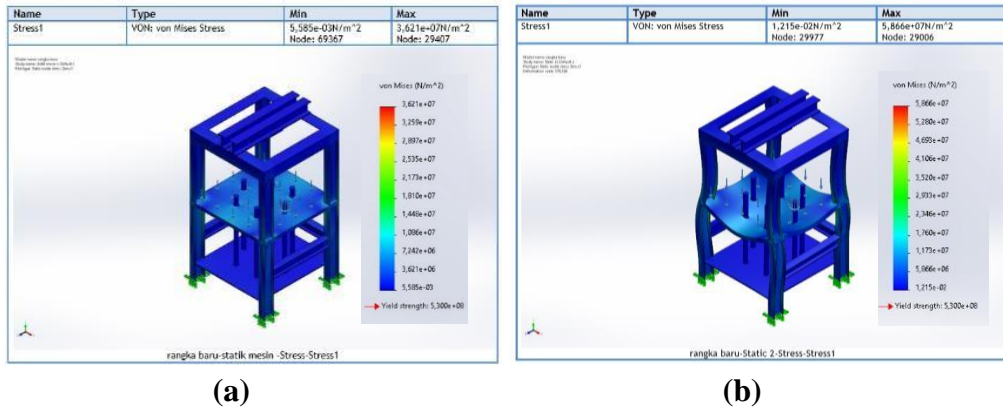 Name Type Min Max
Stress1 VON: von Mises Stress 5,585e-03N/m^2 3,621e+07N/m^2
Node: 69367 Node: 29407
von Mises (N/m^2)
3,621e+07
3,259e+07
2,897e+07
2,535e+07
2,173e+07
1,810e+07
1,448e+07
1,086e+07
7,242e+06
3,621e+06
5,585e-03
Yield strength: 5,300e+08
rangka baru-statik mesin -Stress-Stress1
(a)
Name Type Min Max
Stress1 VON: von Mises Stress 1,215e-02N/m^2 5,866e+07N/m^2
Node: 29977 Node: 29006
von Mises (N/m^2)
5,866e+07
5,280e+07
4,693e+07
4,106e+07
3,520e+07
2,933e+07
2,346e+07
1,760e+07
1,173e+07
5,866e+06
1,215e-02
Yield strength: 5,300e+08
rangka baru-Static 2-Stress-Stress1
(b)